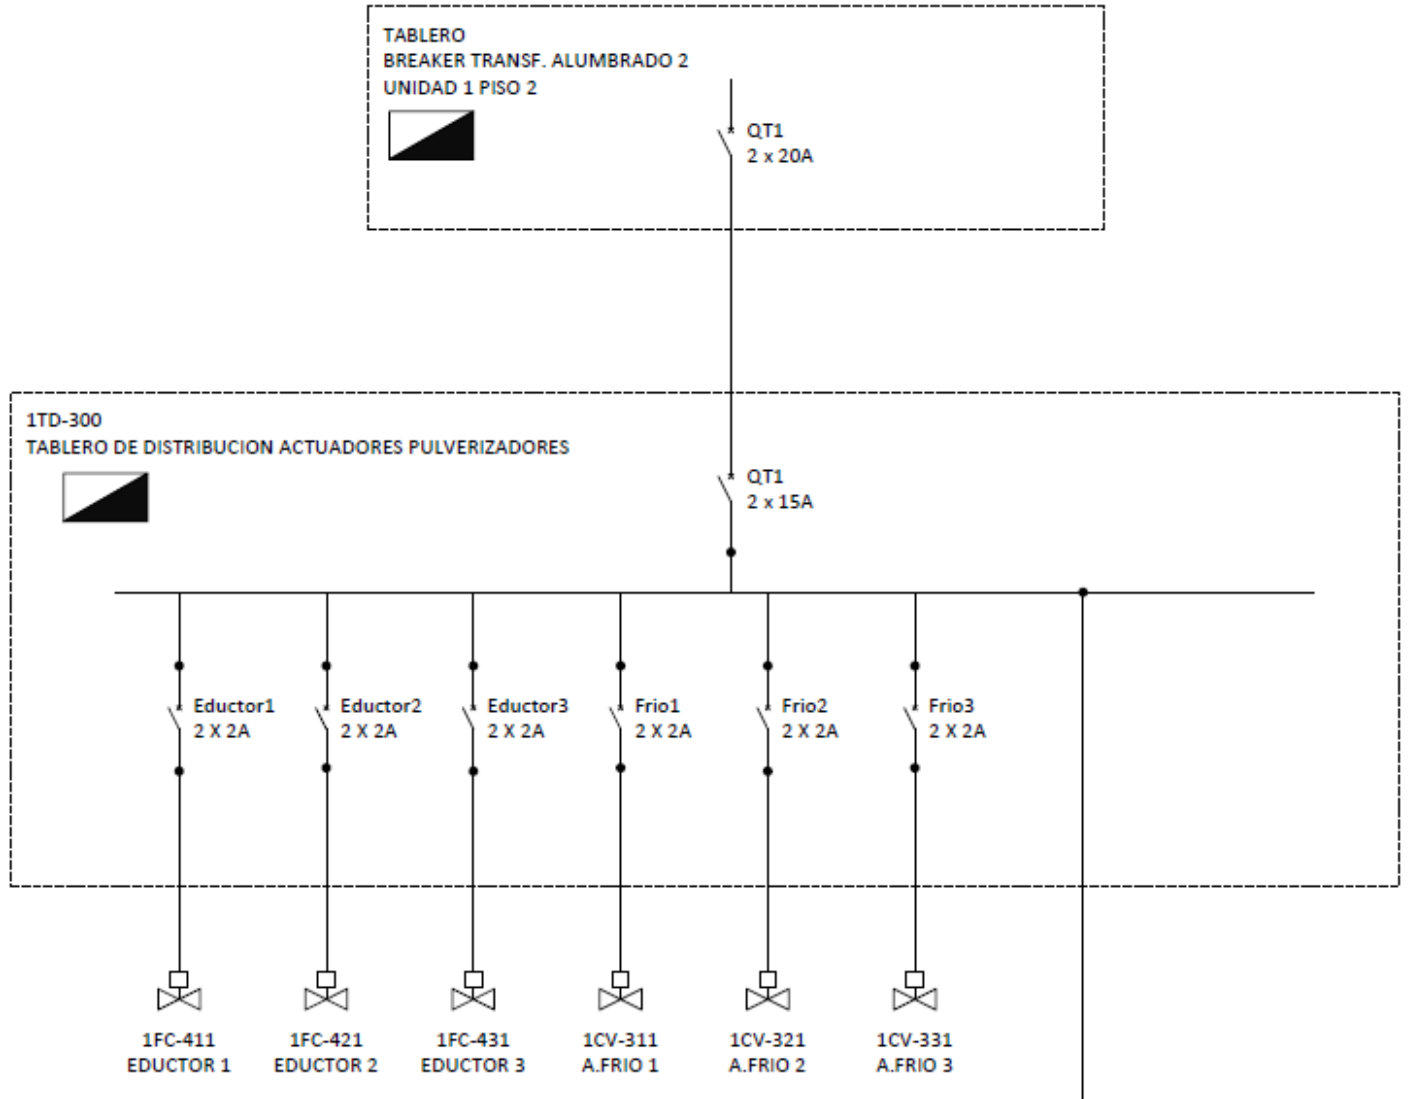 TABLERO
BREAKER TRANSF. ALUMBRADO 2
UNIDAD 1 PISO 2
QT1
2 x 20A
1TD-300
TABLERO DE DISTRIBUCION ACTUADORES PULVERIZADORES
QT1
2 x 15A
Eductor1
2 X 2A
Eductor2
2 X 2A
Eductor3
2 X 2A
Frio1
2 X 2A
Frio2
2 X 2A
Frio3
2 X 2A
1FC-411
EDUCTOR 1
1FC-421
EDUCTOR 2
1FC-431
EDUCTOR 3
1CV-311
A.FRIO 1
1CV-321
A.FRIO 2
1CV-331
A.FRIO 3